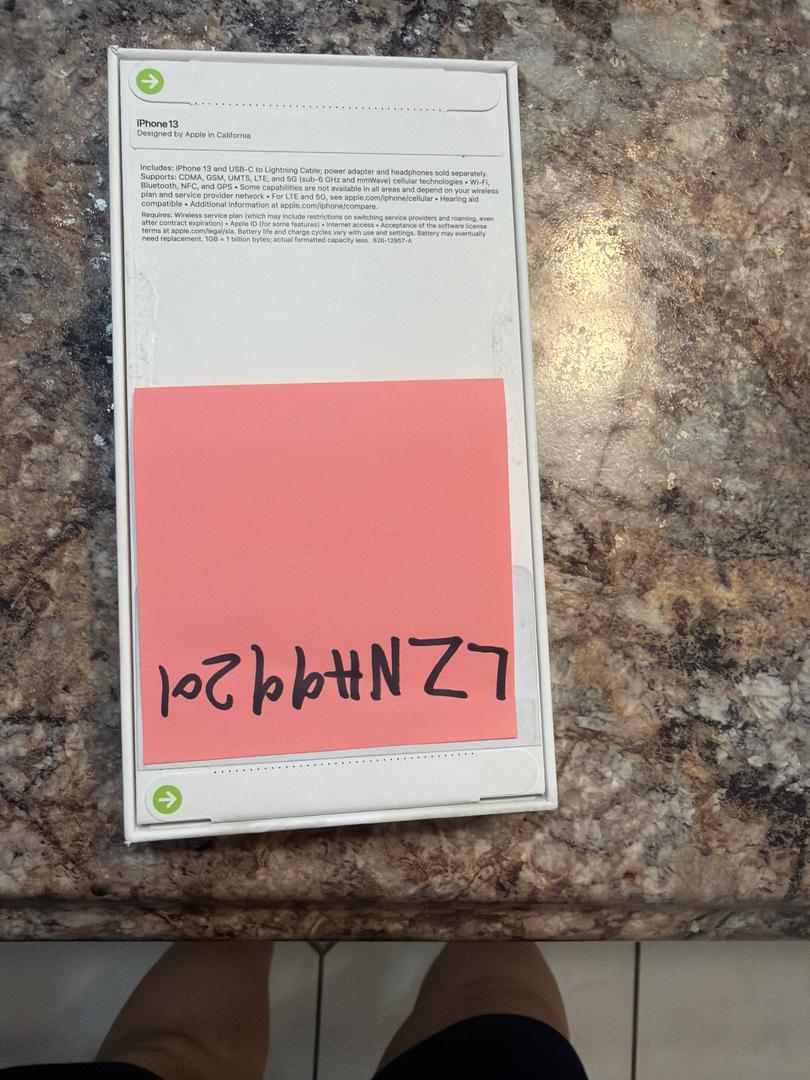 iPhone 13
Designed by Apple in California
Includes: iPhone 13 and USB-C to Lightning Cable; power adapter and headphones sold separately.
Supports: CDMA, GSM, UMTS, LTE, and 5G (sub-6 GHz and mmWave) cellular technologies • Wi-Fi,
Bluetooth, NFC, and GPS • Some capabilities are not available in all areas and depend on your wireless
plan and service provider network • For LTE and 5G, see apple.com/iphone/cellular • Hearing aid
compatible • Additional information at apple.com/iphone/compare.
Requires: Wireless service plan (which may include restrictions on switching service providers and roaming, even
after contract expiration) • Apple ID (for some features) • Internet access • Acceptance of the software license
terms at apple.com/legal/sla. Battery life and charge cycles vary with use and settings. Battery may eventually
need replacement. 1GB = 1 billion bytes; actual formatted capacity less. 826-12957-A
LZNH99201